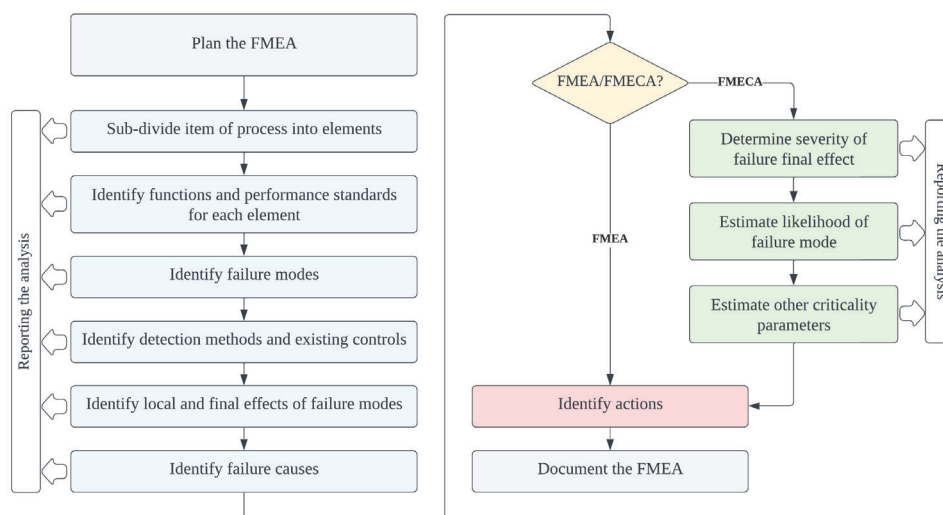 Plan the FMEA
Sub-divide item of process into elements
Identify functions and performance standards
for each element
Identify failure modes
Identify detection methods and existing controls
Identify local and final effects of failure modes
Identify failure causes
Reporting the analysis
FMEA/FMECA?
FMECA
FMEA
Determine severity of
failure final effect
Estimate likelihood of
failure mode
Estimate other criticality
parameters
Reporting the analysis
Identify actions
Document the FMEA